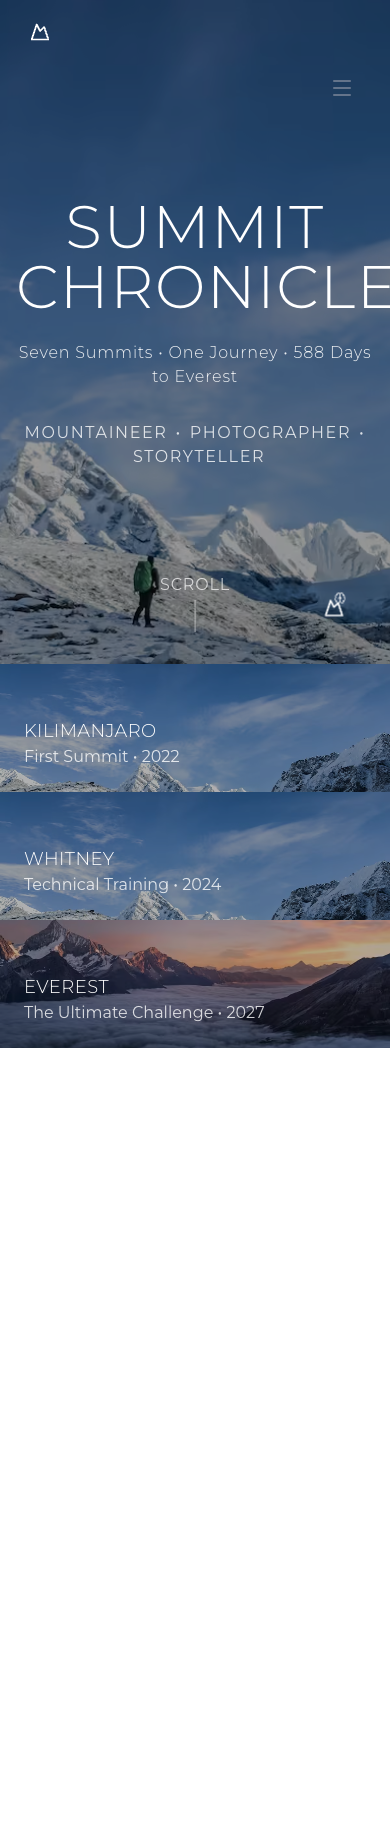 SUMMIT
CHRONICLE
Seven Summits • One Journey • 588 Days
to Everest
MOUNTAINEER • PHOTOGRAPHER •
STORYTELLER
SCROLL
KILIMANJARO
First Summit • 2022
WHITNEY
Technical Training • 2024
EVEREST
The Ultimate Challenge • 2027